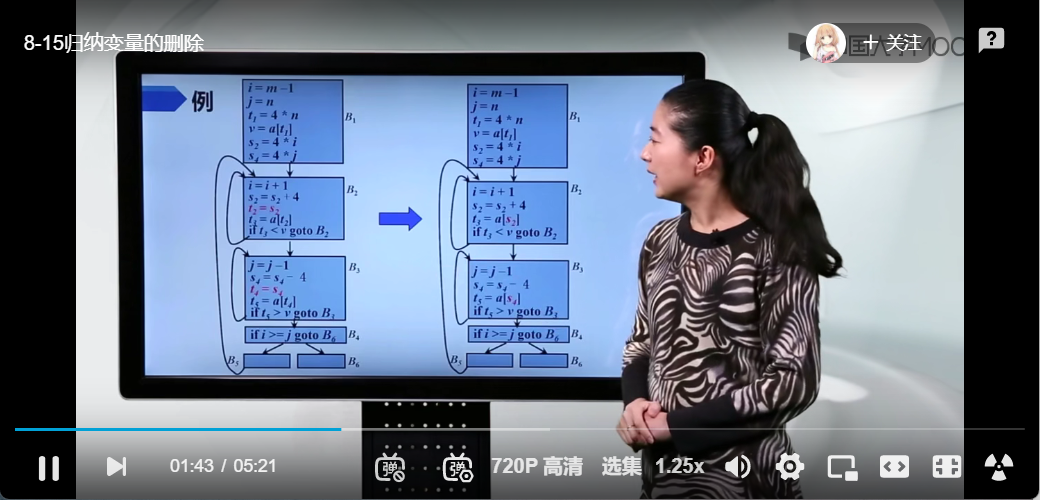 8-15归纳变量的删除
关注
例
i = m −1
j = n
t₁ = 4 * n
v = a[t₁]
s₂ = 4 * i
s₄ = 4 * j
B₁
i = i + 1
s₂ = s₂ + 4
t₂ = s₂
t₃ = a[t₂]
if t₃ < v goto B₂
B₂
j = j −1
s₄ = s₄ − 4
t₄ = s₄
t₅ = a[t₄]
if t₅ > v goto B₃
B₃
if i >= j goto B₆
B₄
B₅
B₆
i = m −1
j = n
t₁ = 4 * n
v = a[t₁]
s₂ = 4 * i
s₄ = 4 * j
B₁
i = i + 1
s₂ = s₂ + 4
t₃ = a[s₂]
if t₃ < v goto B₂
B₂
j = j −1
s₄ = s₄ − 4
t₅ = a[s₄]
if t₅ > v goto B₃
B₃
if i >= j goto B₆
B₄
B₅
B₆
01:43 / 05:21
弹
弹
720P 高清
选集
1.25x